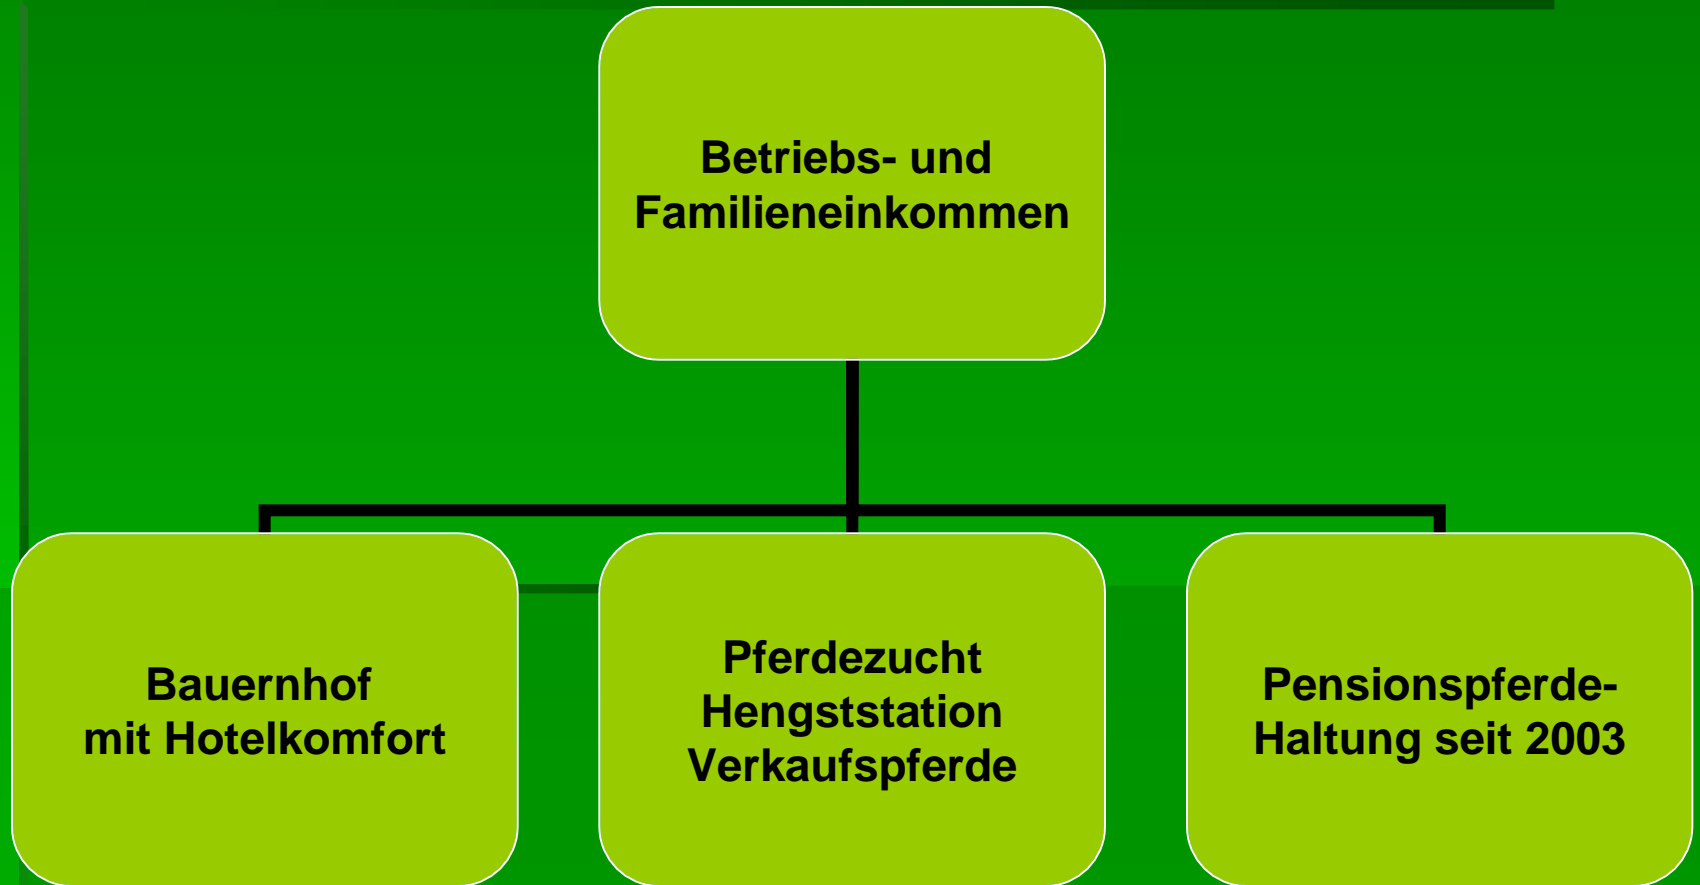 Betriebs- und
Familieneinkommen
Bauernhof
mit Hotelkomfort
Pferdezucht
Hengststation
Verkaufspferde
Pensionspferde-
Haltung seit 2003